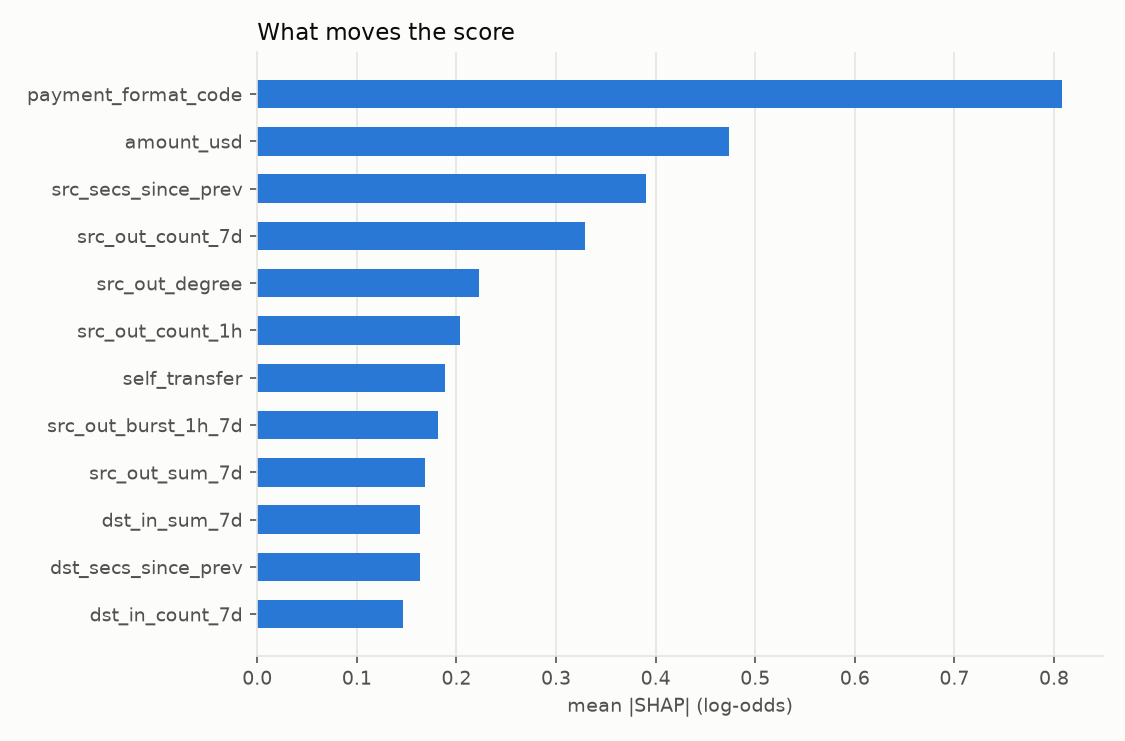 What moves the score
payment_format_code
amount_usd
src_secs_since_prev
src_out_count_7d
src_out_degree
src_out_count_1h
self_transfer
src_out_burst_1h_7d
src_out_sum_7d
dst_in_sum_7d
dst_secs_since_prev
dst_in_count_7d
0.0 0.1 0.2 0.3 0.4 0.5 0.6 0.7 0.8
mean |SHAP| (log-odds)